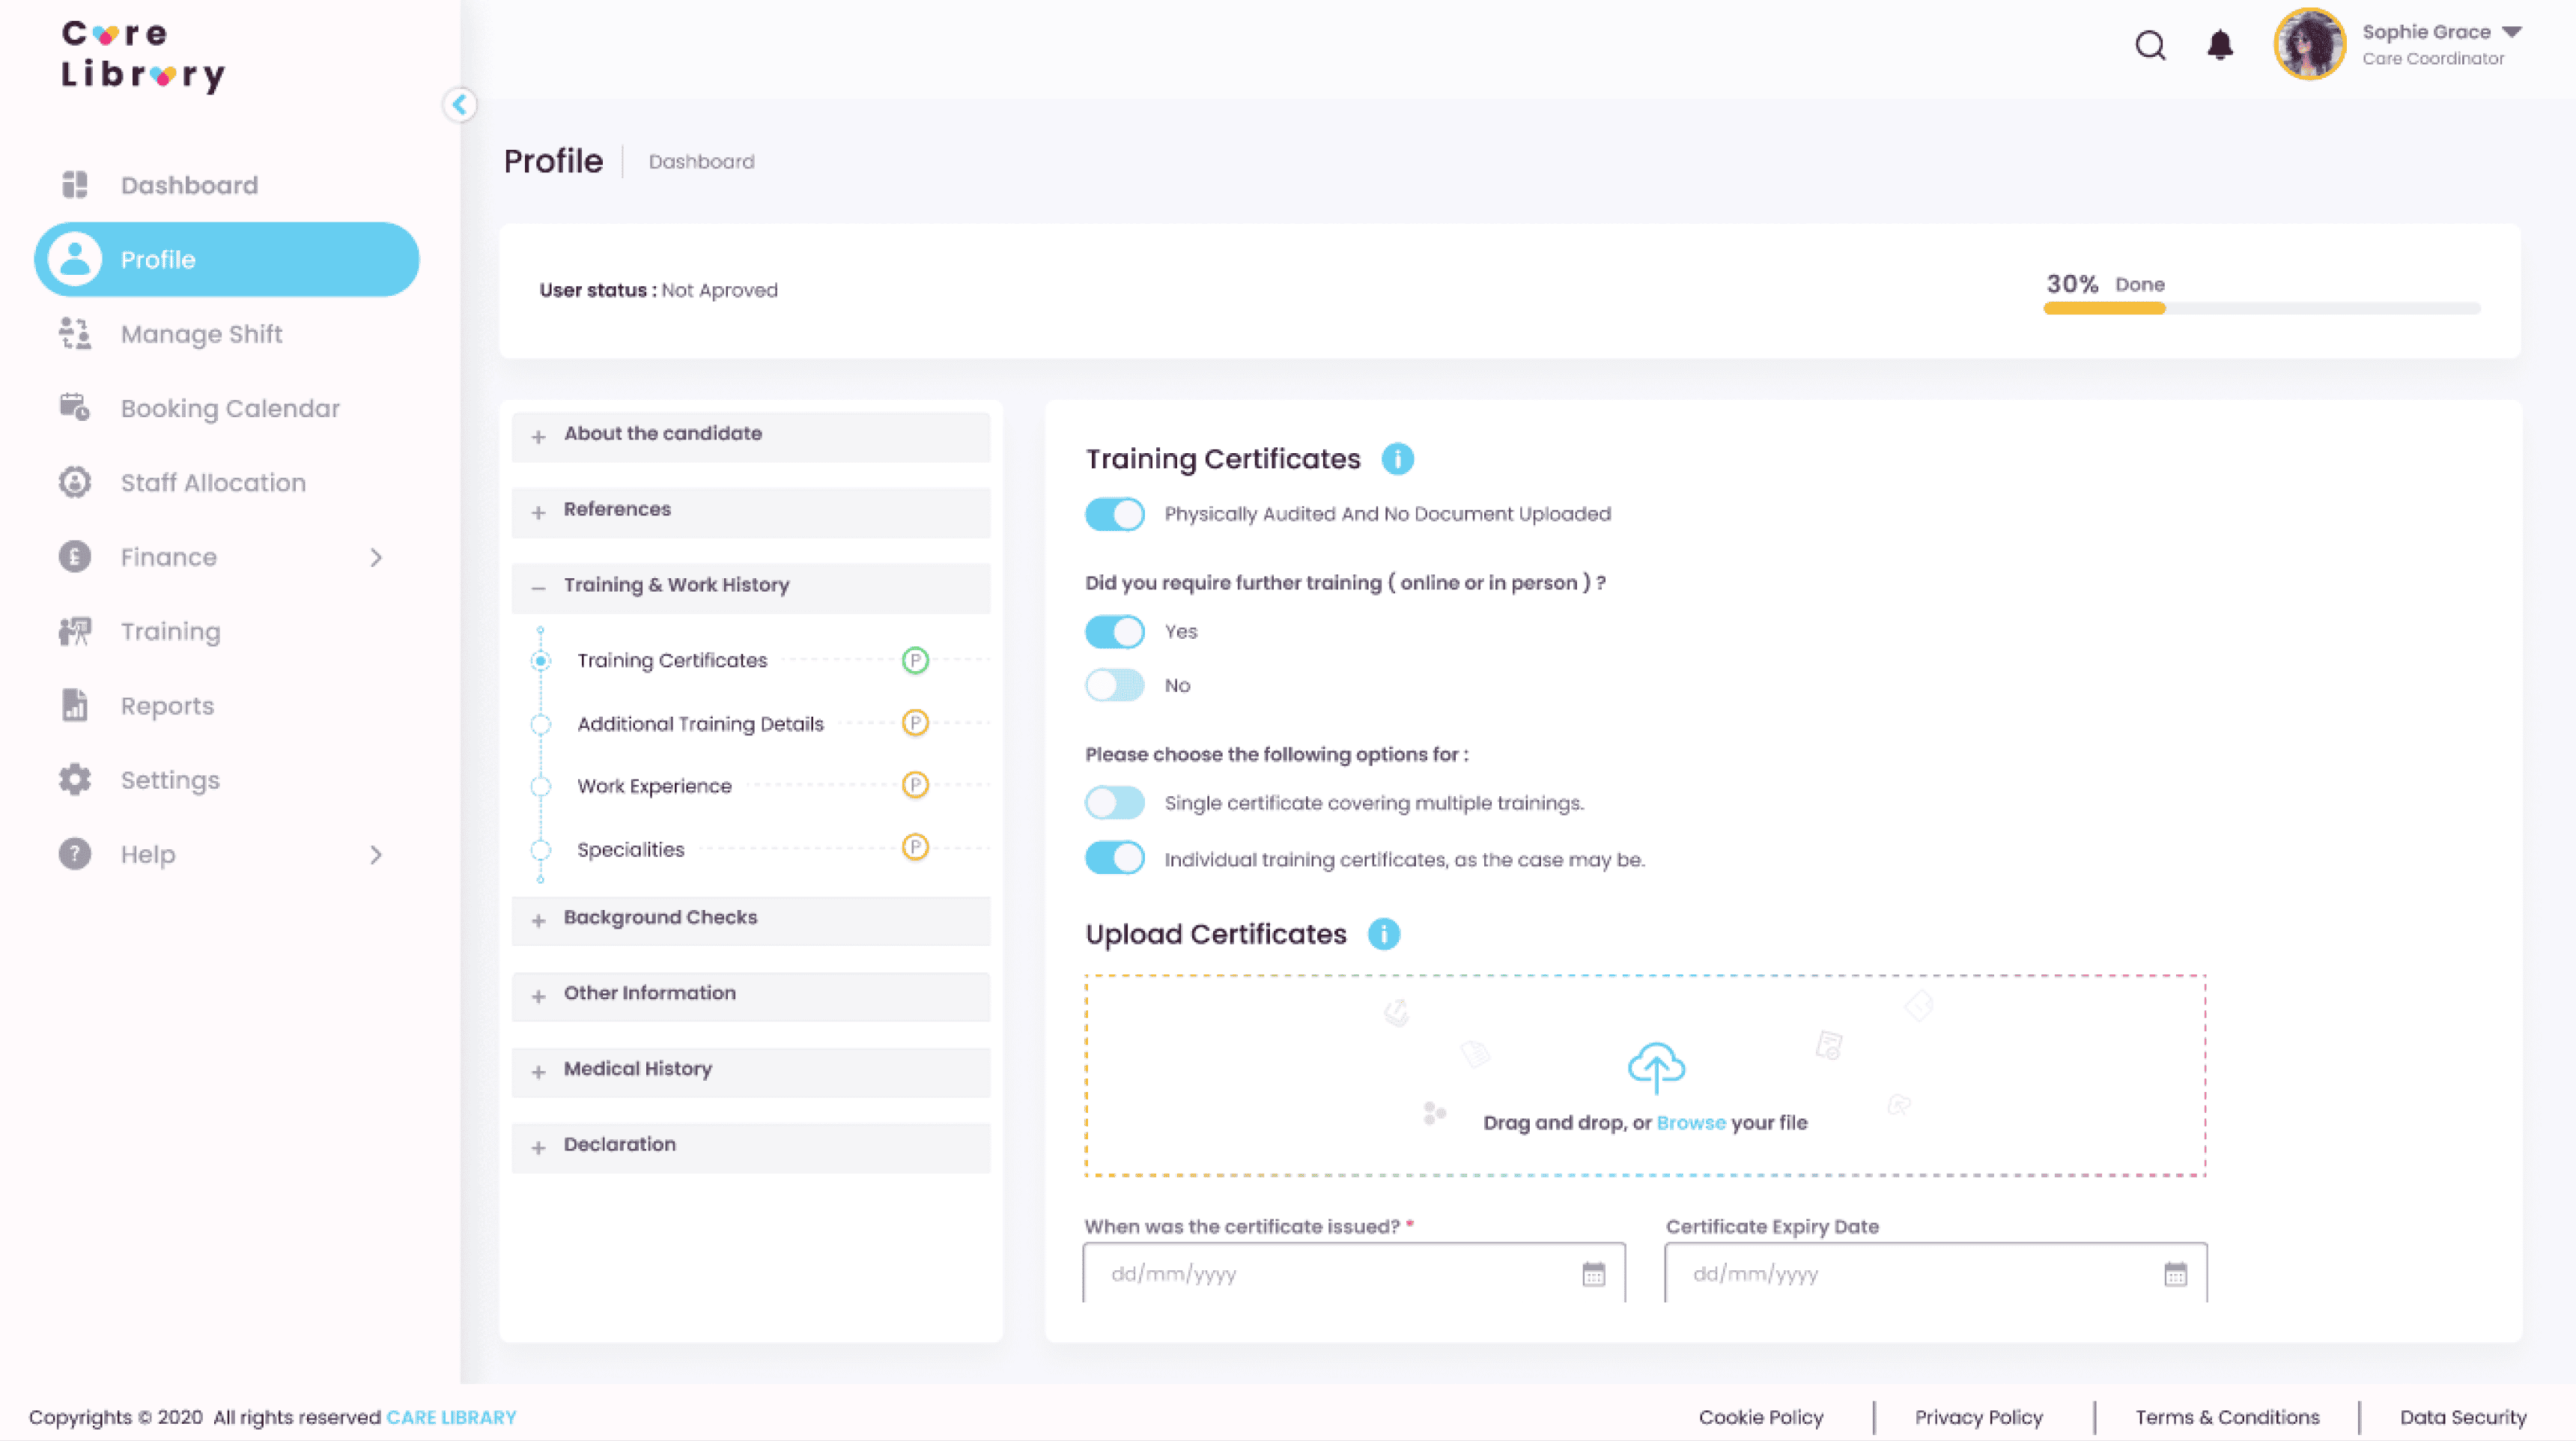 Care
Library
Sophie Grace
Care Coordinator
Dashboard
Profile
Manage Shift
Booking Calendar
Staff Allocation
Finance
Training
Reports
Settings
Help
Profile
Dashboard
User status : Not Aproved
30% Done
About the candidate
References
Training & Work History
Training Certificates P
Additional Training Details P
Work Experience P
Specialities P
Background Checks
Other Information
Medical History
Declaration
Training Certificates
Physically Audited And No Document Uploaded
Did you require further training ( online or in person ) ?
Yes
No
Please choose the following options for :
Single certificate covering multiple trainings.
Individual training certificates, as the case may be.
Upload Certificates
Drag and drop, or Browse your file
When was the certificate issued? *
dd/mm/yyyy
Certificate Expiry Date
dd/mm/yyyy
Copyrights © 2020 All rights reserved CARE LIBRARY
Cookie Policy
Privacy Policy
Terms & Conditions
Data Security